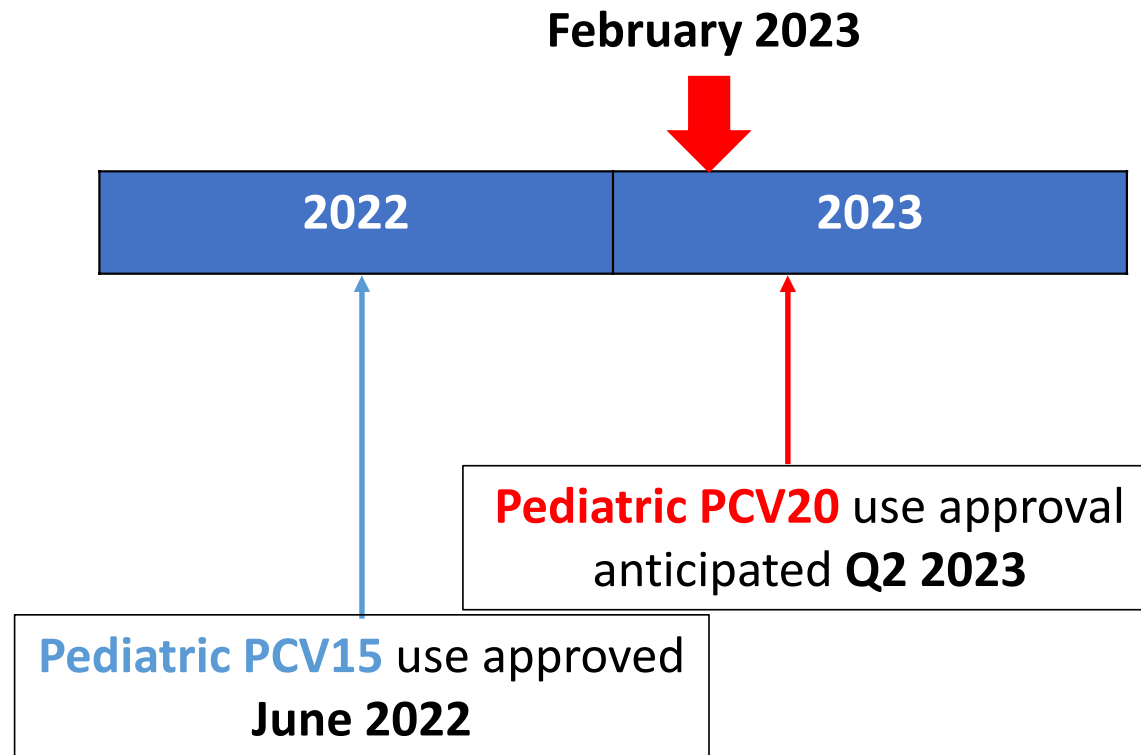 February 2023
2022
2023
Pediatric PCV20 use approval
anticipated Q2 2023
Pediatric PCV15 use approved
June 2022